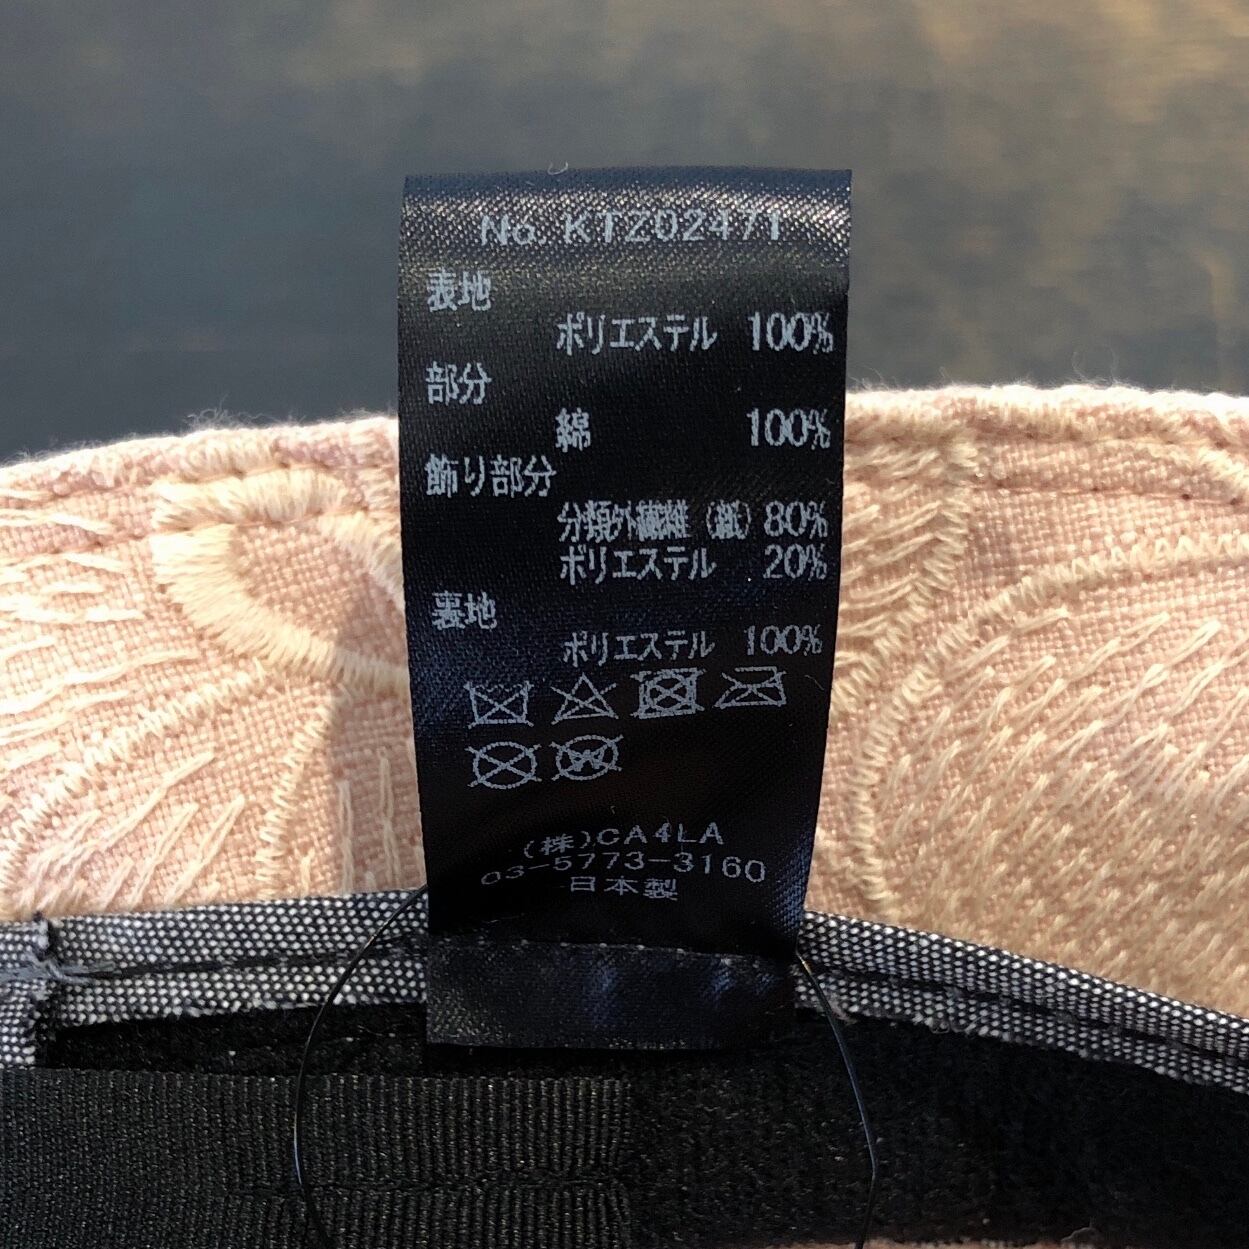 No. KTZ02471
表地
ポリエステル 100%
部分
綿 100%
飾り部分
分類外繊維（紙）80%
ポリエステル 20%
裏地
ポリエステル 100%
(株)CA4LA
03-5773-3160
日本製